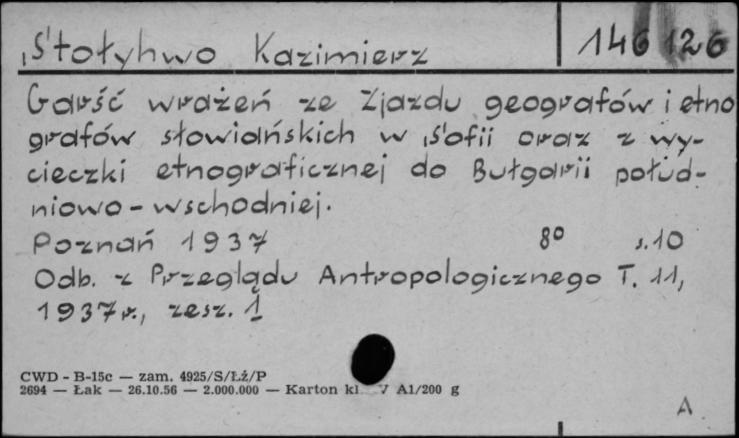 Stołyhwo Kazimierz 146126
Garść wrażeń ze Zjazdu geografów i etno
grafów słowiańskich w Sofii oraz z wy-
cieczki etnograficznej do Bułgarii połud-
niowo-wschodniej.
Poznań 1937 8° s.10
Odb. z Przeglądu Antropologicznego T. 11,
1937 r., zesz. 1
CWD - B-15c — zam. 4925/S/Łż/P
2694 — Łak — 26.10.56 — 2.000.000 — Karton kl. V A1/200 g
A